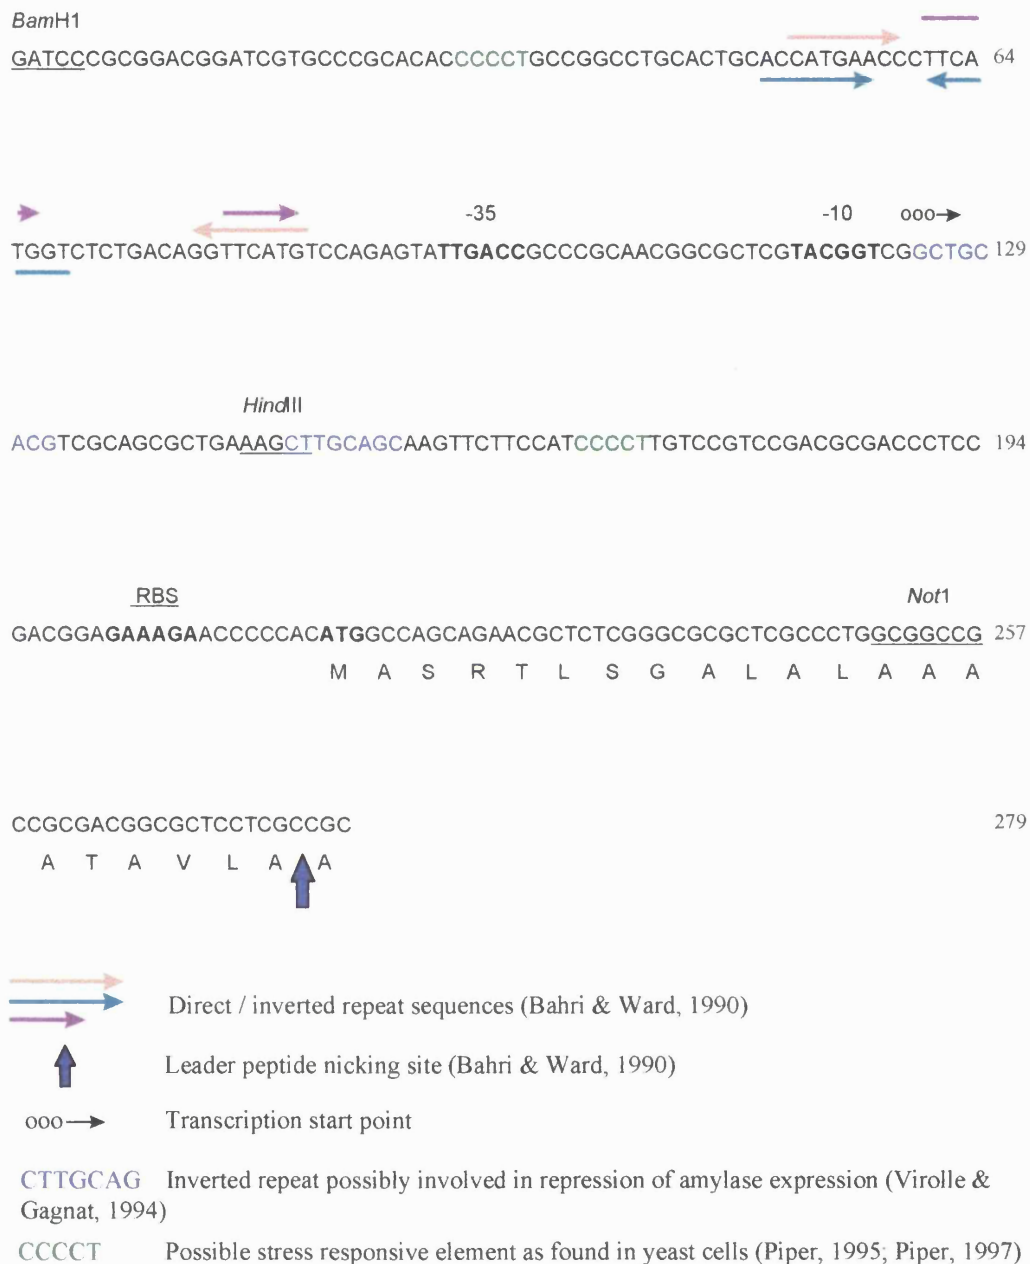 BamH1
GATCCCGCGGACGGATCGTGCCCGCACACCCCCTGCCGGCCTGCACTGCACCATGAACCCTTCA 64
-35 -10 ooo
TGGTCTCTGACAGGTTCATGTCCAGAGTATTGACCGCCCGCAACGGCGCTCGTACGGTCGGCTGC 129
HindIII
ACGTCGCAGCGCTGAAAGCTTGCAGCAAGTTCTTCCATCCCCTTGTCCGTCCGACGCGACCCTCC 194
RBS Not1
GACGGAGAAAGAACCCCCACATGGCCAGCAGAACGCTCTCGGGCGCGCTCGCCCTGGCGGCCG 257
M A S R T L S G A L A L A A A
CCGCGACGGCGCTCCTCGCCGC 279
A T A V L A A
Direct / inverted repeat sequences (Bahri & Ward, 1990)
Leader peptide nicking site (Bahri & Ward, 1990)
ooo Transcription start point
CTTGCAG Inverted repeat possibly involved in repression of amylase expression (Virolle &
Gagnat, 1994)
CCCCT Possible stress responsive element as found in yeast cells (Piper, 1995; Piper, 1997)